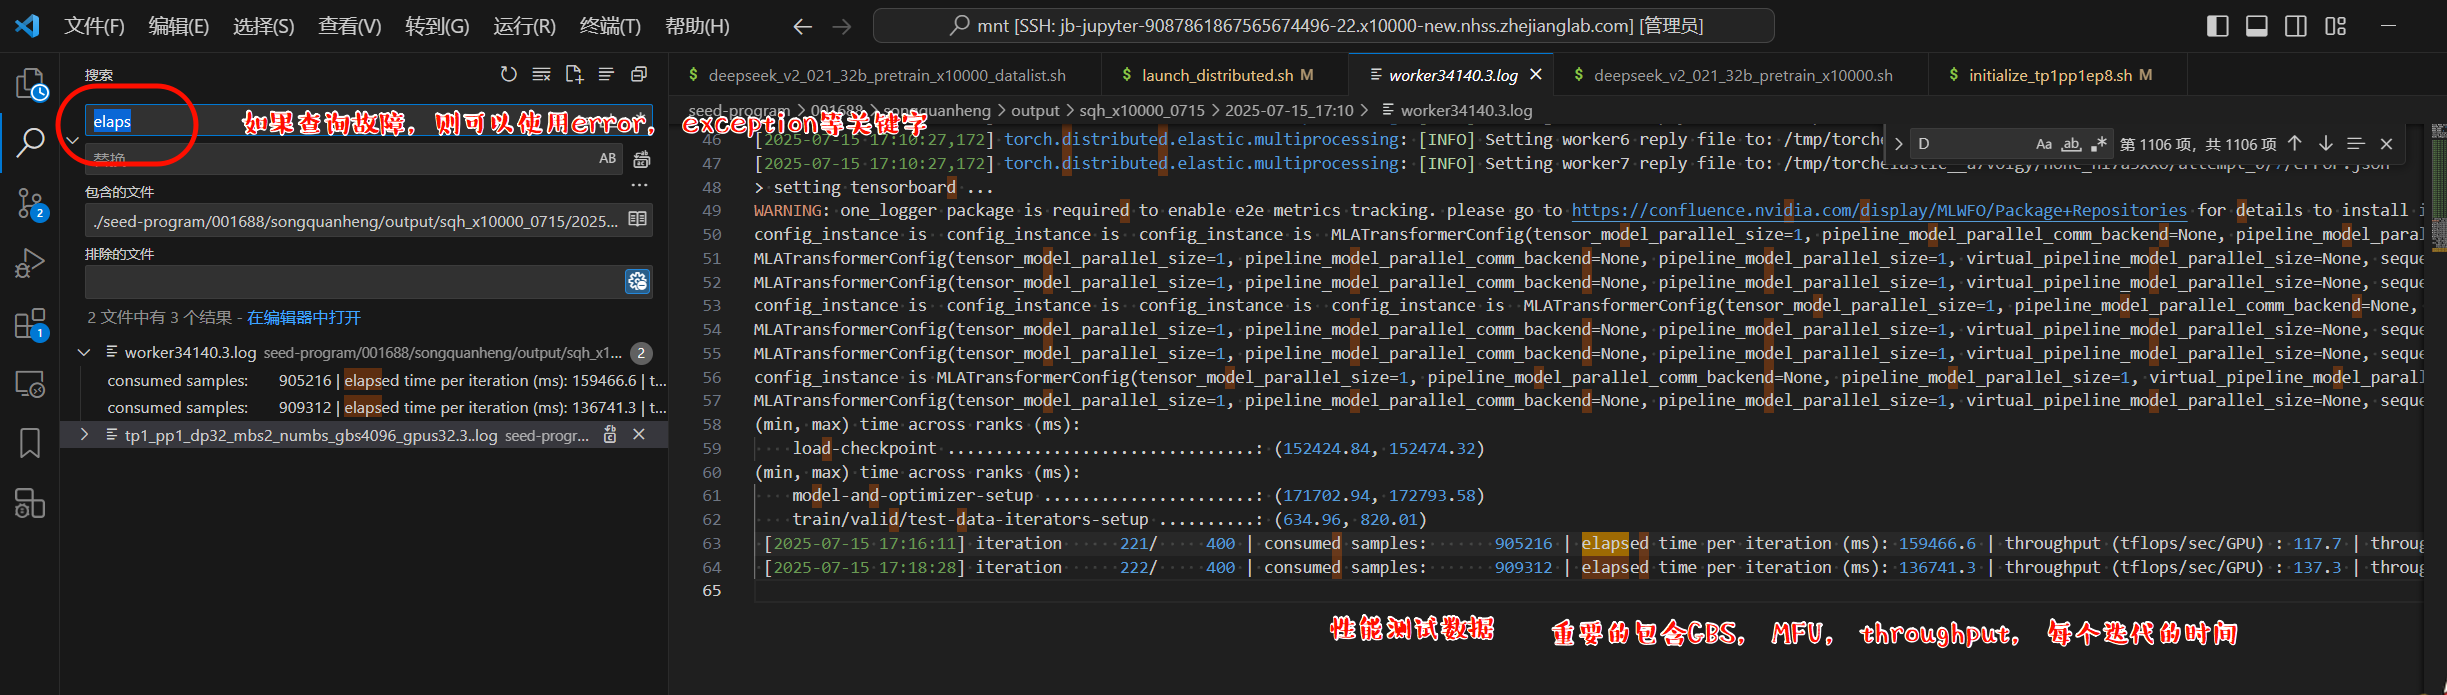 文件(F) 编辑(E) 选择(S) 查看(V) 转到(G) 运行(R) 终端(T) 帮助(H)
mnt [SSH: jb-jupyter-9087861867565674496-22.x10000-new.nhss.zhejianglab.com] [管理员]
搜索
elaps
如果查询故障，则可以使用error，exception等关键字
替换
AB
包含的文件
./seed-program/001688/songquanheng/output/sqh_x10000_0715/2025...
排除的文件
2 文件中有 3 个结果 - 在编辑器中打开
worker34140.3.log seed-program/001688/songquanheng/output/sqh_x1... 2
consumed samples: 905216 | elapsed time per iteration (ms): 159466.6 | t...
consumed samples: 909312 | elapsed time per iteration (ms): 136741.3 | t...
tp1_pp1_dp32_mbs2_numbs_gbs4096_gpus32.3..log seed-progr...
2
1
deepseek_v2_021_32b_pretrain_x10000_datalist.sh
launch_distributed.sh M
worker34140.3.log
deepseek_v2_021_32b_pretrain_x10000.sh
initialize_tp1pp1ep8.sh M
seed-program > 001688 > songquanheng > output > sqh_x10000_0715 > 2025-07-15_17:10 > worker34140.3.log
D Aa ab 第 1106 项，共 1106 项
46 [2025-07-15 17:10:27,172] torch.distributed.elastic.multiprocessing: [INFO] Setting worker6 reply file to: /tmp/torche
47 [2025-07-15 17:10:27,172] torch.distributed.elastic.multiprocessing: [INFO] Setting worker7 reply file to: /tmp/torchelastic
48 > setting tensorboard ...
49 WARNING: one_logger package is required to enable e2e metrics tracking. please go to https://confluence.nvidia.com/display/MLWFO/Package+Repositories for details to install i
50 config_instance is config_instance is config_instance is MLATransformerConfig(tensor_model_parallel_size=1, pipeline_model_parallel_comm_backend=None, pipeline_model_paral
51 MLATransformerConfig(tensor_model_parallel_size=1, pipeline_model_parallel_comm_backend=None, pipeline_model_parallel_size=1, virtual_pipeline_model_parallel_size=None, seque
52 MLATransformerConfig(tensor_model_parallel_size=1, pipeline_model_parallel_comm_backend=None, pipeline_model_parallel_size=1, virtual_pipeline_model_parallel_size=None, seque
53 config_instance is config_instance is config_instance is config_instance is MLATransformerConfig(tensor_model_parallel_size=1, pipeline_model_parallel_comm_backend=None,
54 MLATransformerConfig(tensor_model_parallel_size=1, pipeline_model_parallel_comm_backend=None, pipeline_model_parallel_size=1, virtual_pipeline_model_parallel_size=None, seque
55 MLATransformerConfig(tensor_model_parallel_size=1, pipeline_model_parallel_comm_backend=None, pipeline_model_parallel_size=1, virtual_pipeline_model_parallel_size=None, seque
56 config_instance is MLATransformerConfig(tensor_model_parallel_size=1, pipeline_model_parallel_comm_backend=None, pipeline_model_parallel_size=1, virtual_pipeline_model_parall
57 MLATransformerConfig(tensor_model_parallel_size=1, pipeline_model_parallel_comm_backend=None, pipeline_model_parallel_size=1, virtual_pipeline_model_parallel_size=None, seque
58 (min, max) time across ranks (ms):
59 load-checkpoint ................................: (152424.84, 152474.32)
60 (min, max) time across ranks (ms):
61 model-and-optimizer-setup ......................: (171702.94, 172793.58)
62 train/valid/test-data-iterators-setup ..........: (634.96, 820.01)
63 [2025-07-15 17:16:11] iteration 221/ 400 | consumed samples: 905216 | elapsed time per iteration (ms): 159466.6 | throughput (tflops/sec/GPU) : 117.7 | throug
64 [2025-07-15 17:18:28] iteration 222/ 400 | consumed samples: 909312 | elapsed time per iteration (ms): 136741.3 | throughput (tflops/sec/GPU) : 137.3 | throug
65
性能测试数据 重要的包含GBS，MFU，throughput，每个迭代的时间